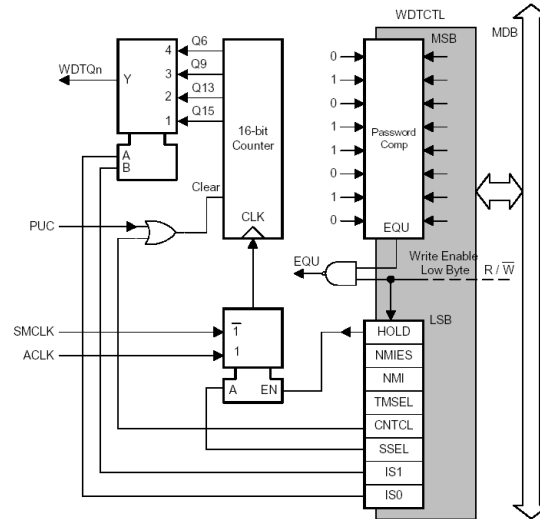 WDTCTL
MSB
MDB
4 Q6
3 Q9
2 Q13
1 Q15
WDTQn
Y
16-bit
Counter
A
B
Clear
PUC
CLK
0
1
0
1
1
0
1
0
Password
Comp
EQU
EQU
Write Enable
Low Byte
R / W̅
SMCLK
ACLK
1̅
1
A EN
LSB
HOLD
NMIES
NMI
TMSEL
CNTCL
SSEL
IS1
IS0